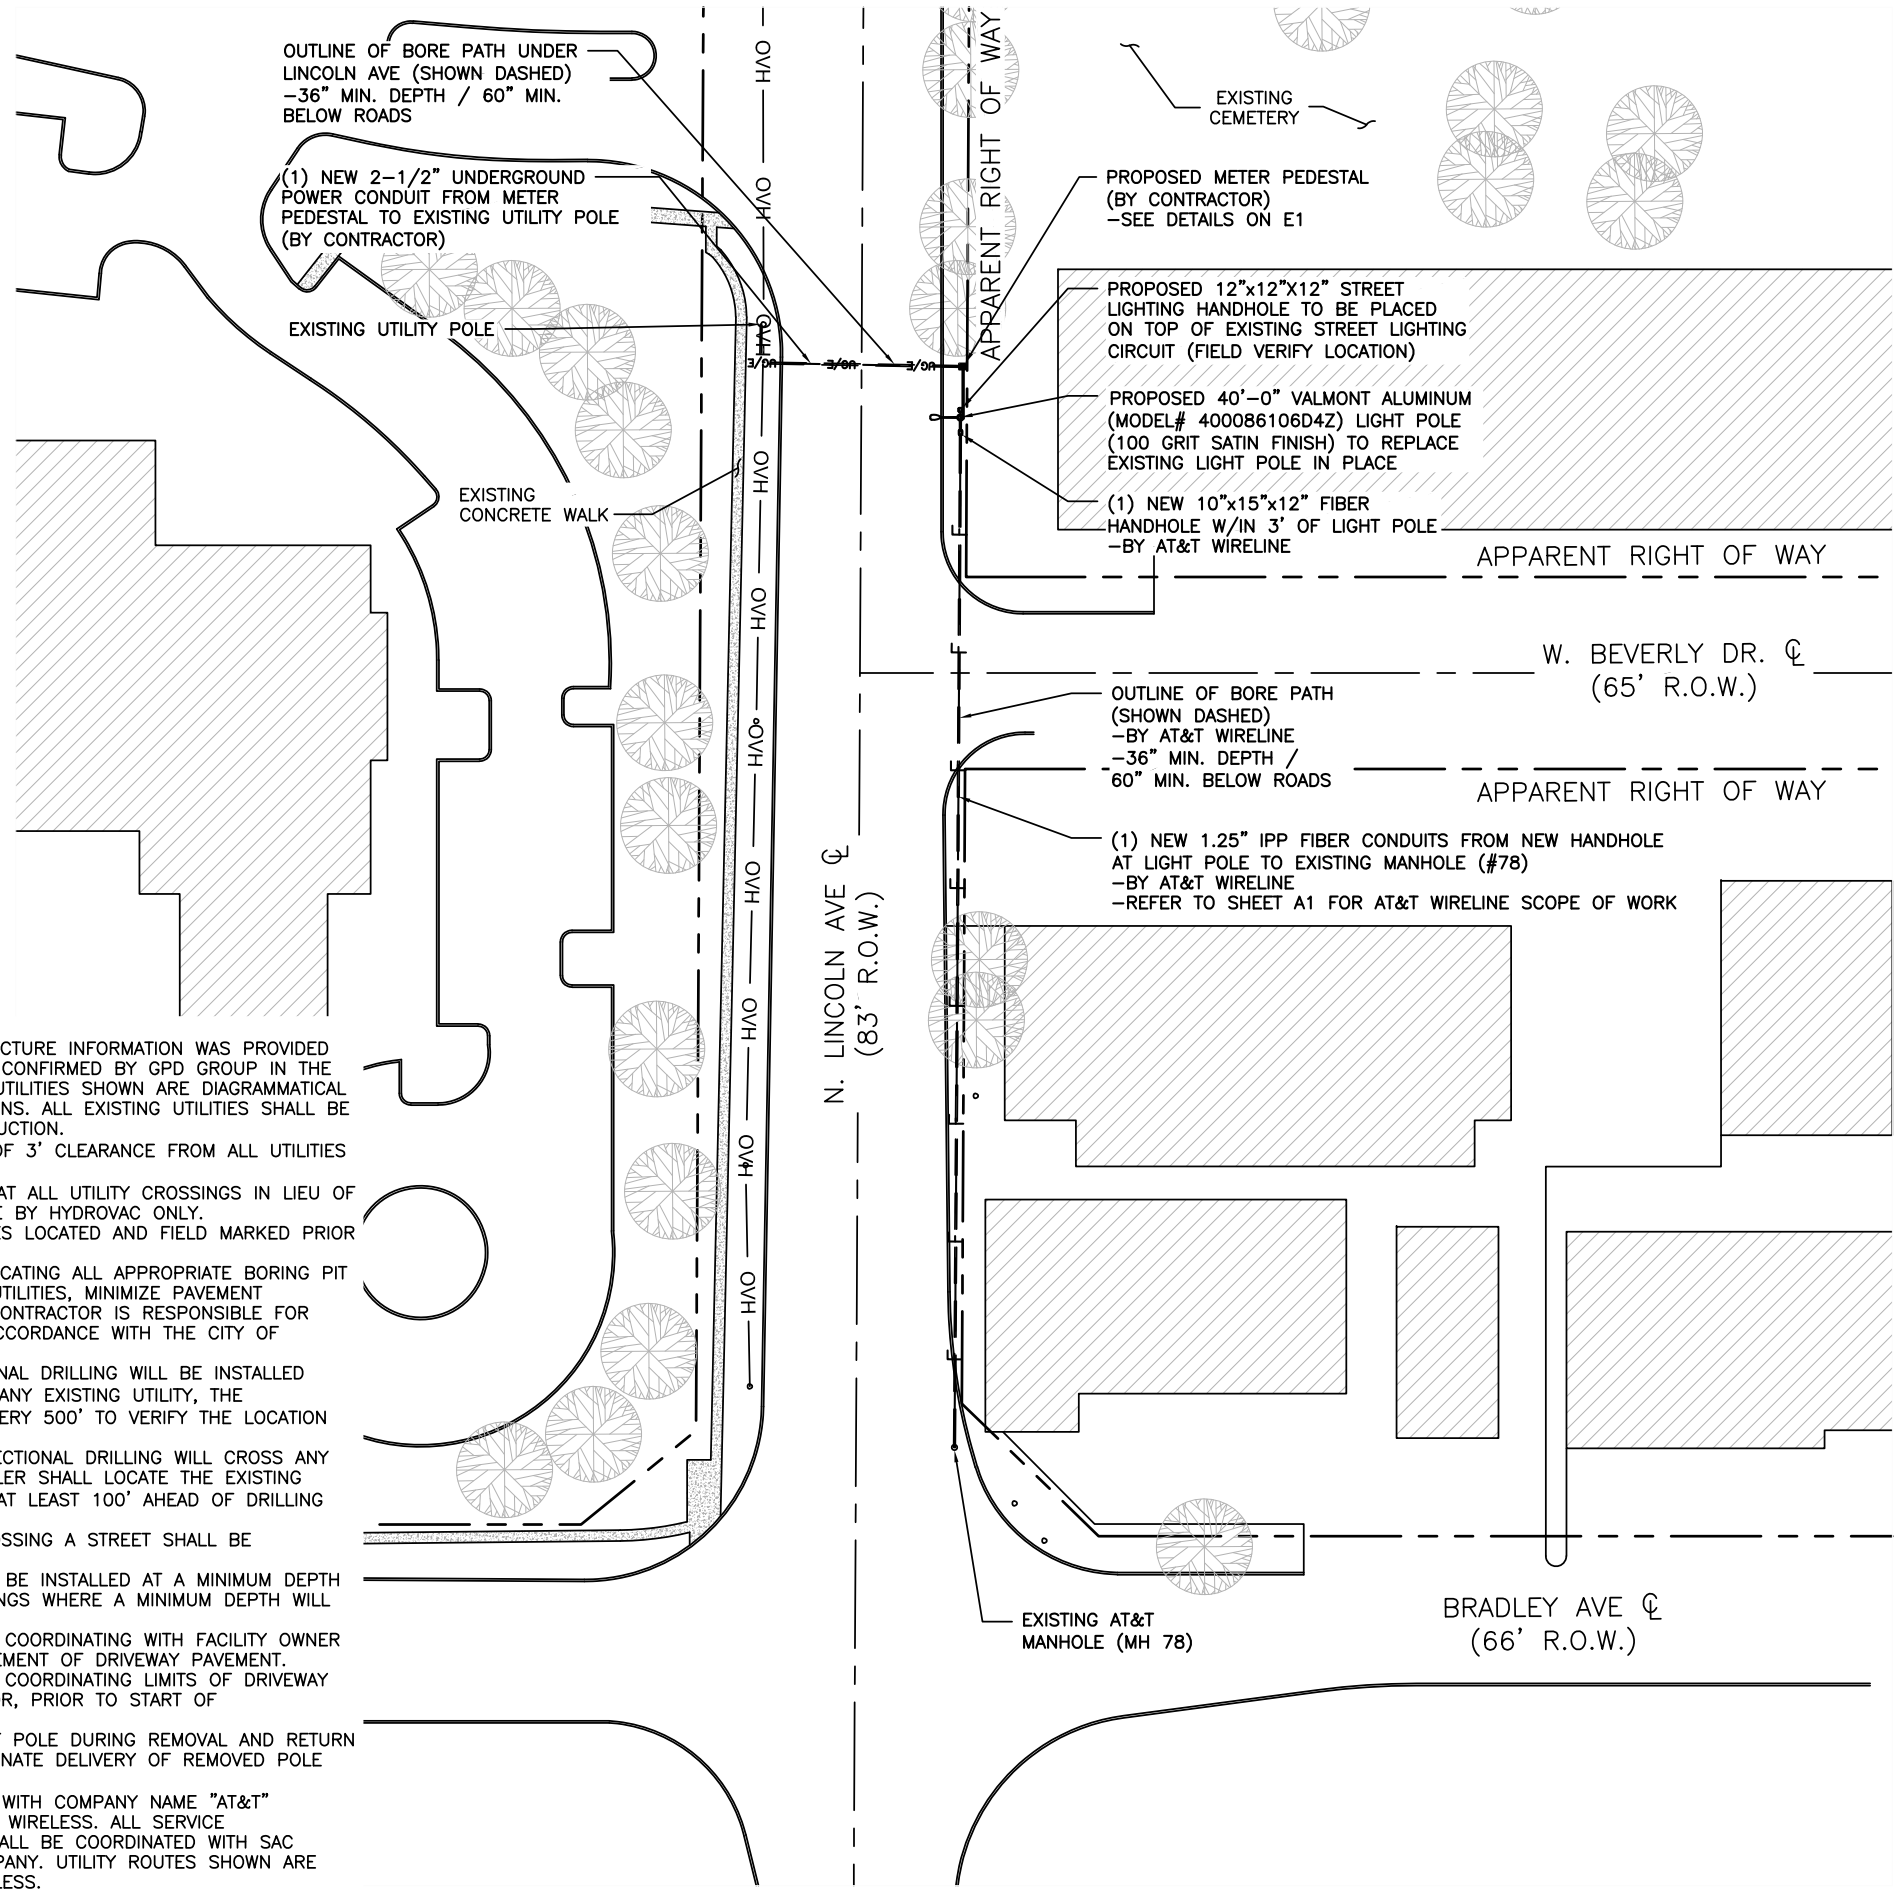 OUTLINE OF BORE PATH UNDER
LINCOLN AVE (SHOWN DASHED)
-36" MIN. DEPTH / 60" MIN.
BELOW ROADS
(1) NEW 2-1/2" UNDERGROUND
POWER CONDUIT FROM METER
PEDESTAL TO EXISTING UTILITY POLE
(BY CONTRACTOR)
EXISTING UTILITY POLE
EXISTING
CONCRETE WALK
OVH
OVH
OVH
OVH
OVH
OVH
OVH
OVH
OVH
OVH
UG/E
UG/E
UG/E
APPARENT RIGHT OF WAY
EXISTING
CEMETERY
PROPOSED METER PEDESTAL
(BY CONTRACTOR)
-SEE DETAILS ON E1
PROPOSED 12"x12"X12" STREET
LIGHTING HANDHOLE TO BE PLACED
ON TOP OF EXISTING STREET LIGHTING
CIRCUIT (FIELD VERIFY LOCATION)
PROPOSED 40'-0" VALMONT ALUMINUM
(MODEL# 400086106D4Z) LIGHT POLE
(100 GRIT SATIN FINISH) TO REPLACE
EXISTING LIGHT POLE IN PLACE
(1) NEW 10"x15"x12" FIBER
HANDHOLE W/IN 3' OF LIGHT POLE
-BY AT&T WIRELINE
APPARENT RIGHT OF WAY
W. BEVERLY DR. ℄
(65' R.O.W.)
OUTLINE OF BORE PATH
(SHOWN DASHED)
-BY AT&T WIRELINE
-36" MIN. DEPTH /
60" MIN. BELOW ROADS
APPARENT RIGHT OF WAY
(1) NEW 1.25" IPP FIBER CONDUITS FROM NEW HANDHOLE
AT LIGHT POLE TO EXISTING MANHOLE (#78)
-BY AT&T WIRELINE
-REFER TO SHEET A1 FOR AT&T WIRELINE SCOPE OF WORK
N. LINCOLN AVE ℄
(83' R.O.W.)
CTURE INFORMATION WAS PROVIDED
CONFIRMED BY GPD GROUP IN THE
UTILITIES SHOWN ARE DIAGRAMMATICAL
NS. ALL EXISTING UTILITIES SHALL BE
UCTION.
OF 3' CLEARANCE FROM ALL UTILITIES
AT ALL UTILITY CROSSINGS IN LIEU OF
E BY HYDROVAC ONLY.
ES LOCATED AND FIELD MARKED PRIOR
CATING ALL APPROPRIATE BORING PIT
UTILITIES, MINIMIZE PAVEMENT
CONTRACTOR IS RESPONSIBLE FOR
CCORDANCE WITH THE CITY OF
NAL DRILLING WILL BE INSTALLED
ANY EXISTING UTILITY, THE
ERY 500' TO VERIFY THE LOCATION
ECTIONAL DRILLING WILL CROSS ANY
LER SHALL LOCATE THE EXISTING
AT LEAST 100' AHEAD OF DRILLING
OSSING A STREET SHALL BE
BE INSTALLED AT A MINIMUM DEPTH
NGS WHERE A MINIMUM DEPTH WILL
COORDINATING WITH FACILITY OWNER
EMENT OF DRIVEWAY PAVEMENT.
COORDINATING LIMITS OF DRIVEWAY
OR, PRIOR TO START OF
T POLE DURING REMOVAL AND RETURN
NATE DELIVERY OF REMOVED POLE
WITH COMPANY NAME "AT&T"
WIRELESS. ALL SERVICE
ALL BE COORDINATED WITH SAC
PANY. UTILITY ROUTES SHOWN ARE
LESS.
EXISTING AT&T
MANHOLE (MH 78)
BRADLEY AVE ℄
(66' R.O.W.)